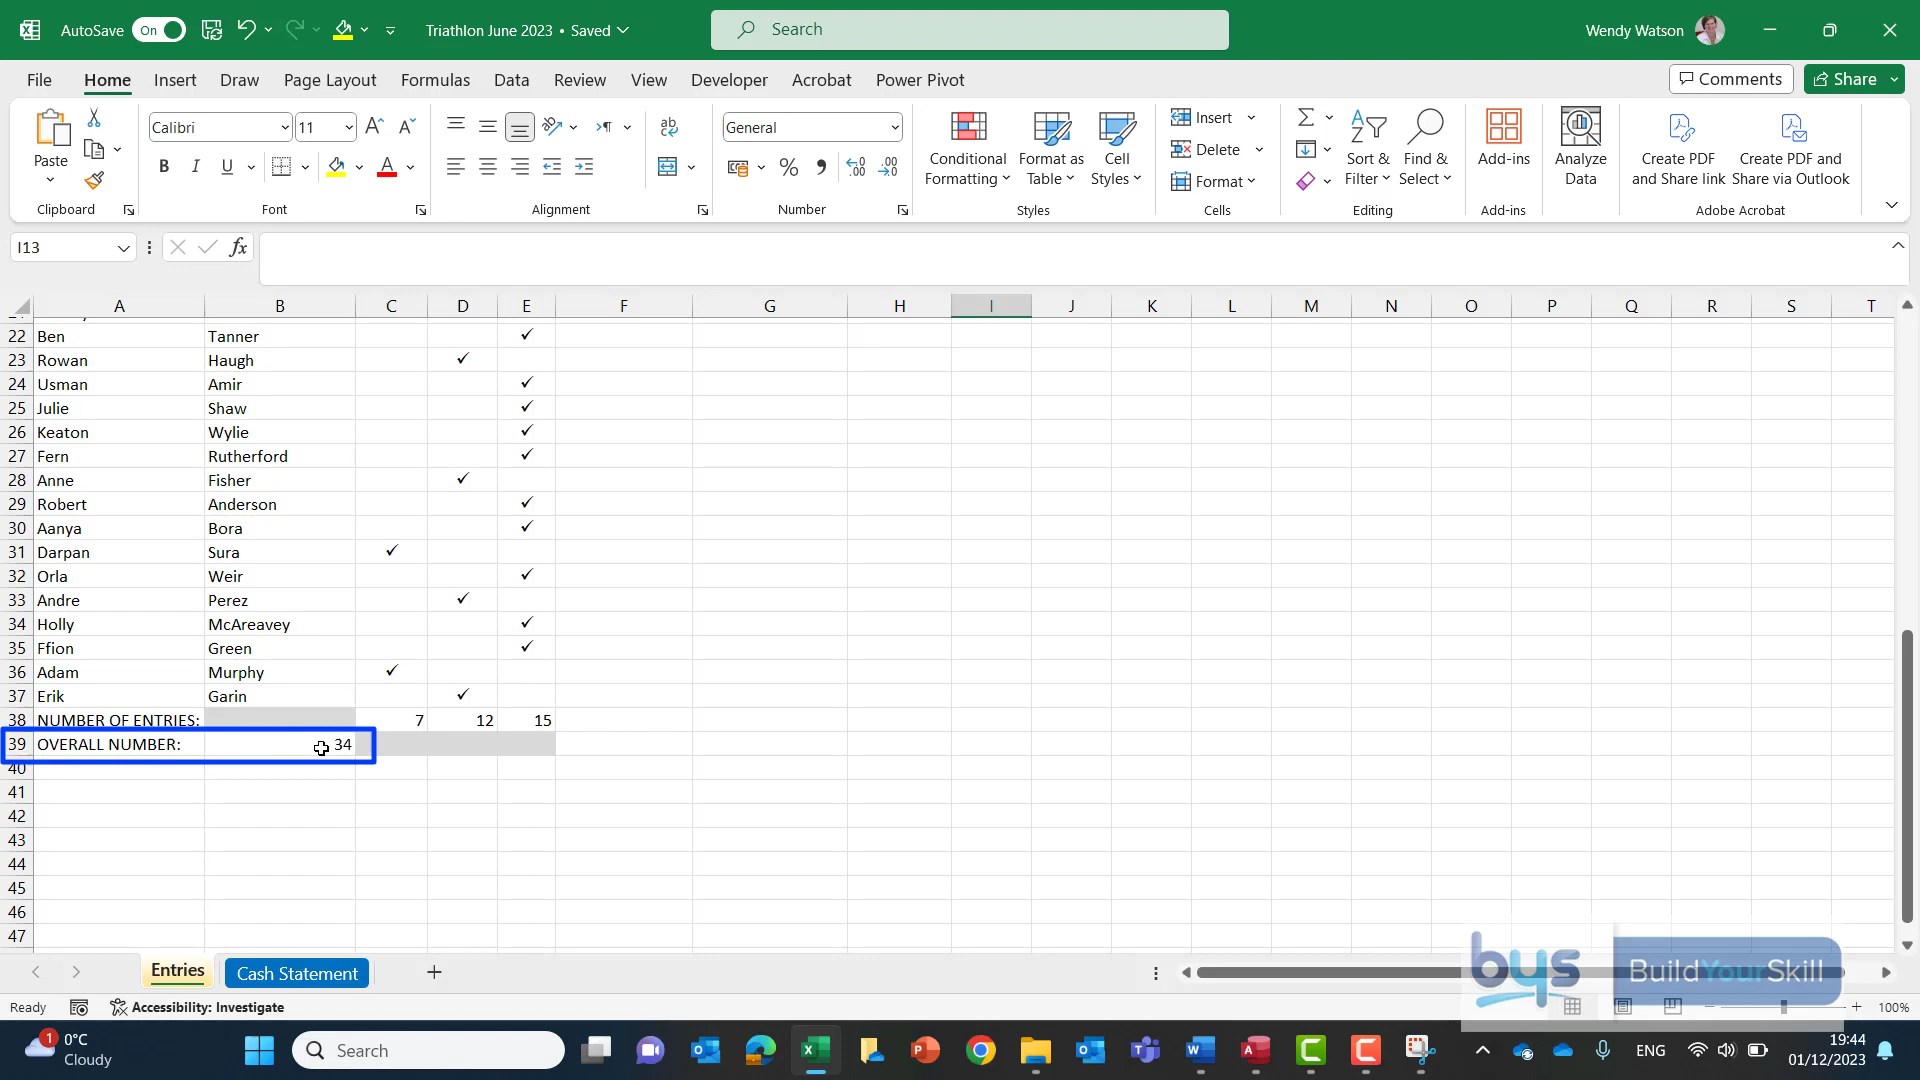 AutoSave On Triathlon June 2023 • Saved Search Wendy Watson
File Home Insert Draw Page Layout Formulas Data Review View Developer Acrobat Power Pivot Comments Share
Paste Calibri 11 General Conditional Formatting Format as Table Cell Styles Insert Delete Format Sort & Filter Find & Select Add-ins Analyze Data Create PDF and Share link Create PDF and Share via Outlook
Clipboard Font Alignment Number Styles Cells Editing Add-ins Adobe Acrobat
I13 fx
A B C D E F G H I J K L M N O P Q R S T
22 Ben Tanner ✓
23 Rowan Haugh ✓
24 Usman Amir ✓
25 Julie Shaw ✓
26 Keaton Wylie ✓
27 Fern Rutherford ✓
28 Anne Fisher ✓
29 Robert Anderson ✓
30 Aanya Bora ✓
31 Darpan Sura ✓
32 Orla Weir ✓
33 Andre Perez ✓
34 Holly McAreavey ✓
35 Ffion Green ✓
36 Adam Murphy ✓
37 Erik Garin ✓
38 NUMBER OF ENTRIES: 7 12 15
39 OVERALL NUMBER: 34
40
41
42
43
44
45
46
47
bys BuildYourSkill
Entries Cash Statement
Ready Accessibility: Investigate 100%
1 0°C Search ENG 19:44
Cloudy 01/12/2023